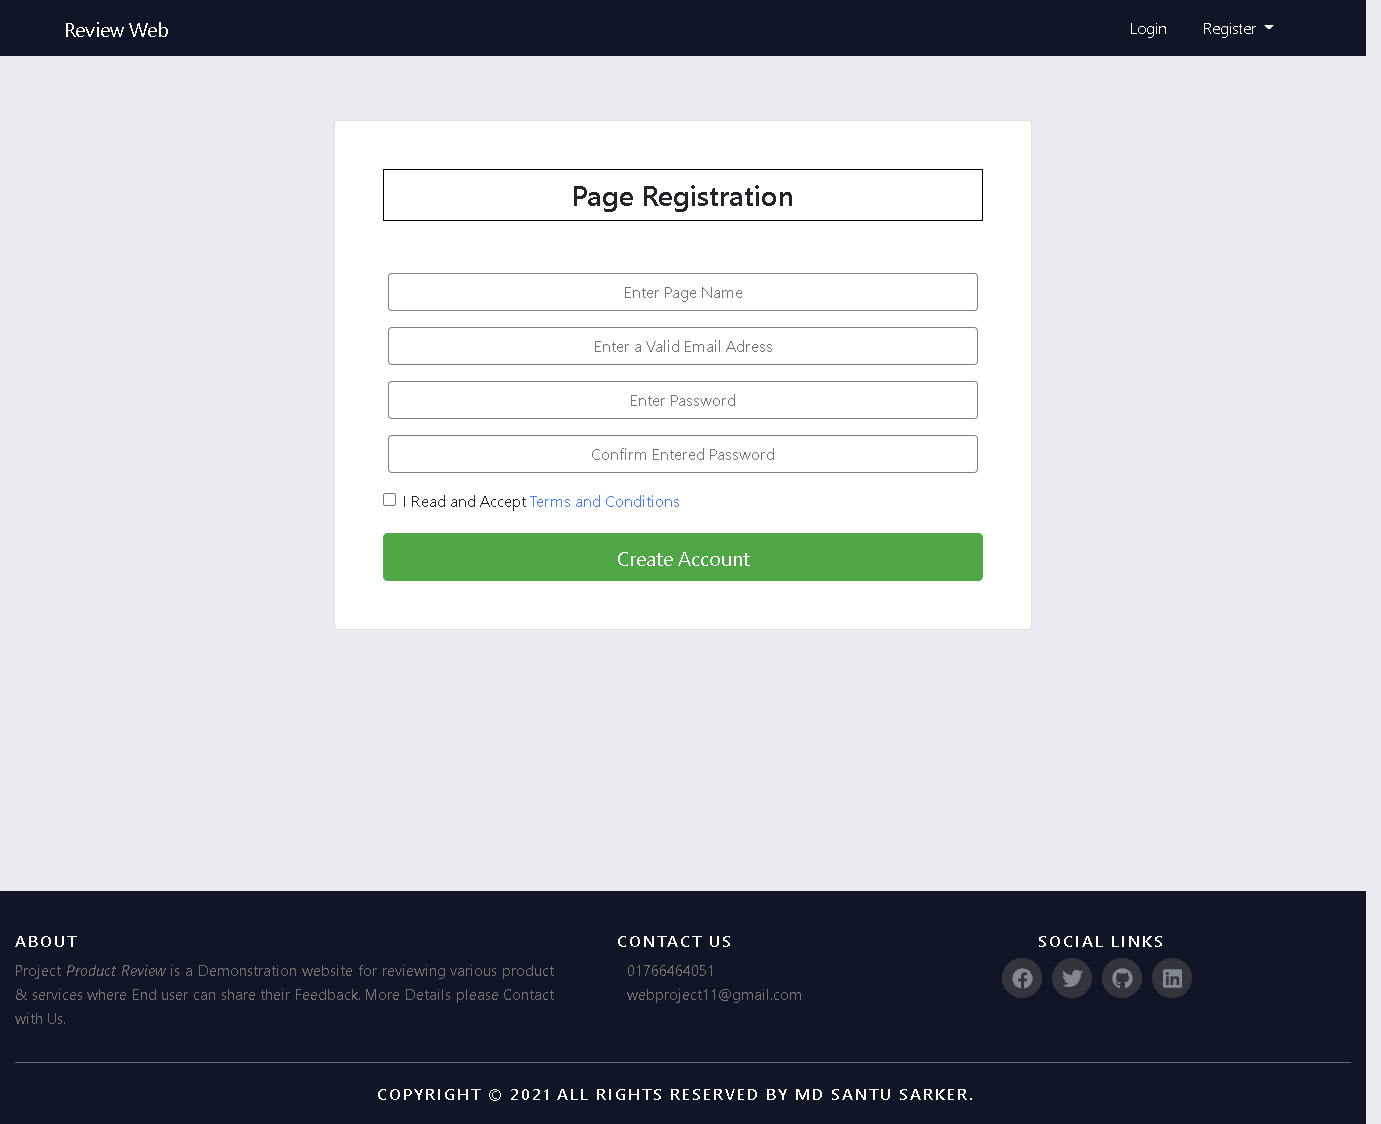 Review Web
Login
Register
Page Registration
Enter Page Name
Enter a Valid Email Adress
Enter Password
Confirm Entered Password
I Read and Accept Terms and Conditions
Create Account
ABOUT
Project Product Review is a Demonstration website for reviewing various product
& services where End user can share their Feedback. More Details please Contact
with Us.
CONTACT US
01766464051
webproject11@gmail.com
SOCIAL LINKS
COPYRIGHT © 2021 ALL RIGHTS RESERVED BY MD SANTU SARKER.